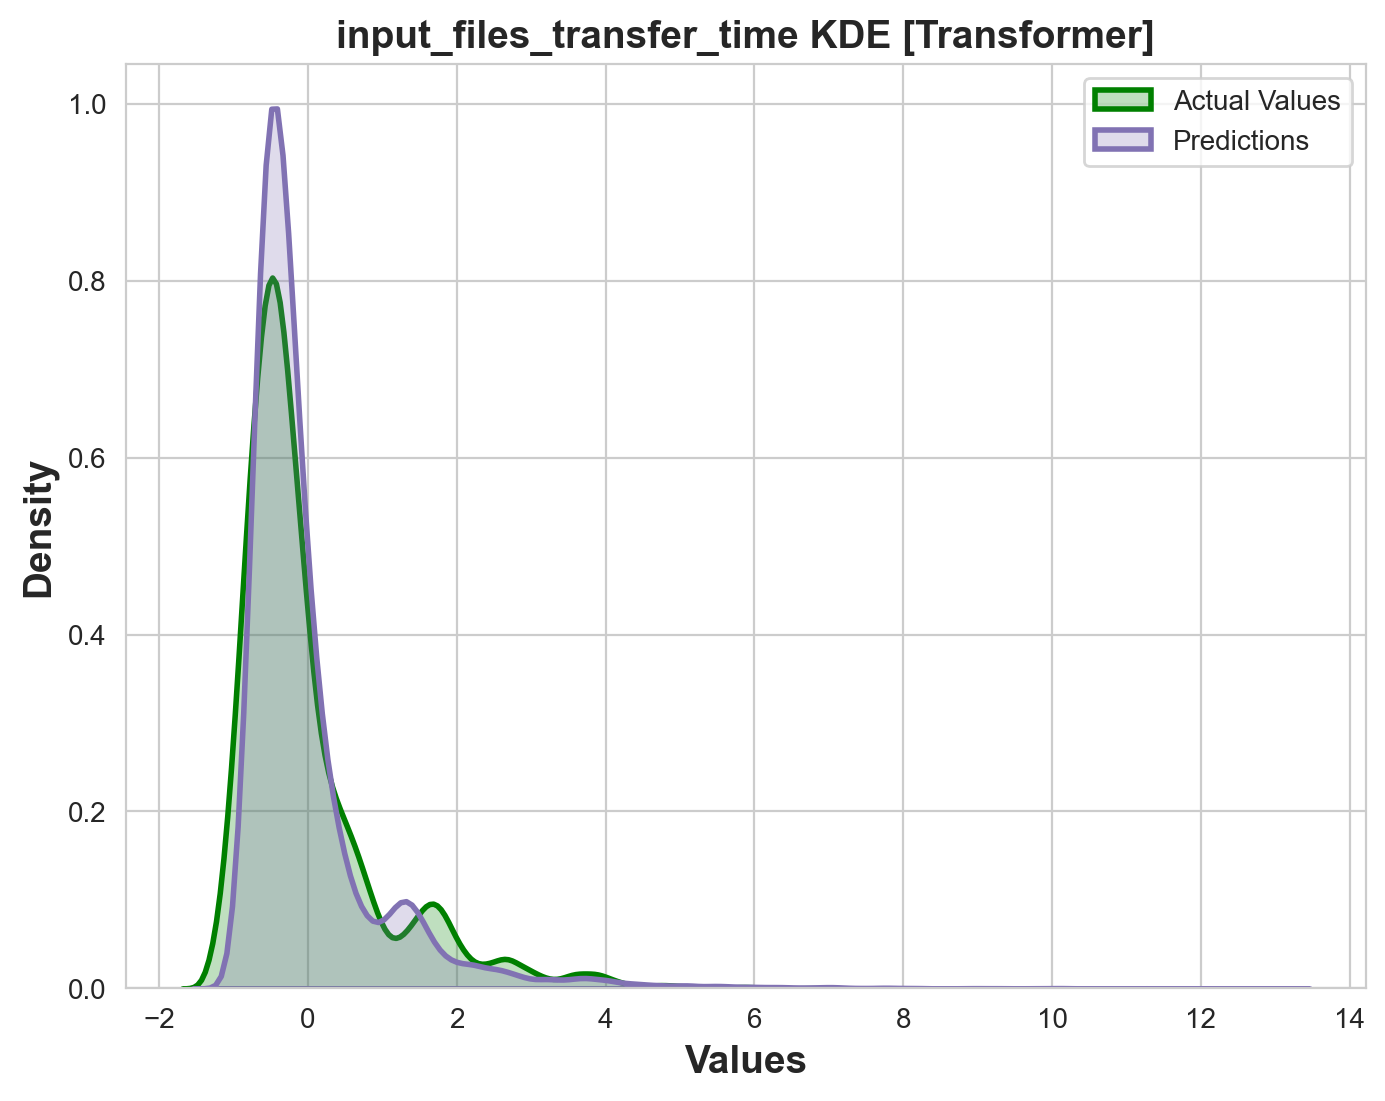 input_files_transfer_time KDE [Transformer]
Actual Values
Predictions
1.0
0.8
0.6
0.4
0.2
0.0
Density
−2 0 2 4 6 8 10 12 14
Values